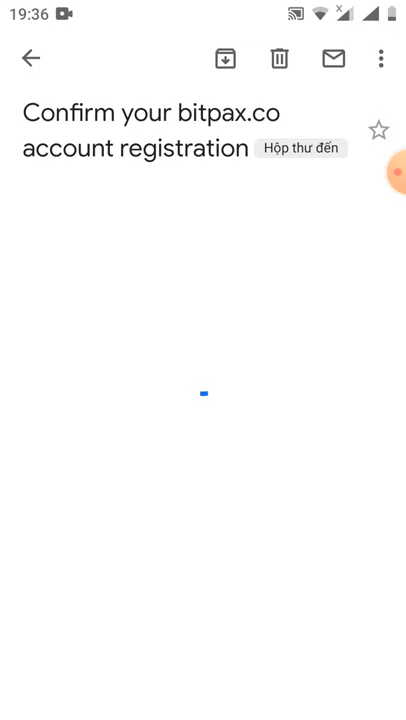 19:36
Confirm your bitpax.co
account registration Hộp thư đến